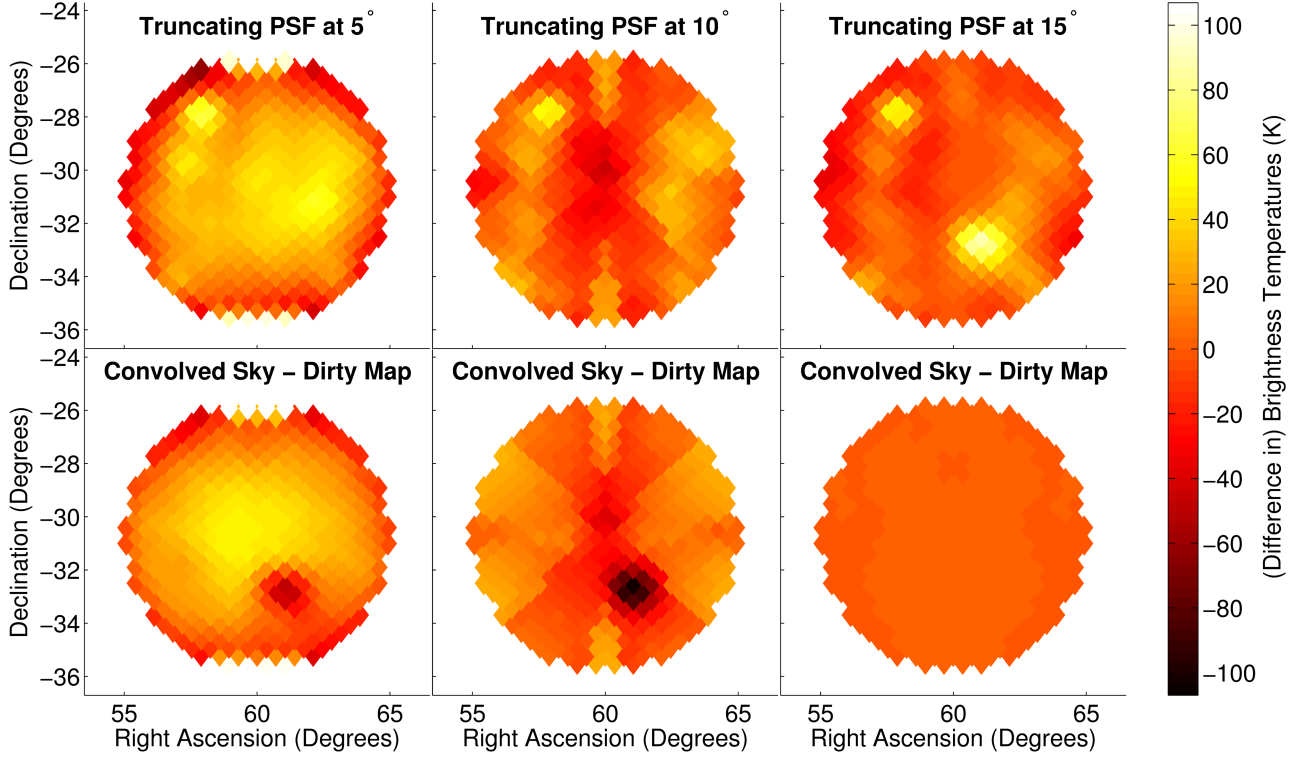 Truncating PSF at 5°
Truncating PSF at 10°
Truncating PSF at 15°
Declination (Degrees)
−24
−26
−28
−30
−32
−34
−36
Convolved Sky − Dirty Map
Convolved Sky − Dirty Map
Convolved Sky − Dirty Map
Declination (Degrees)
−24
−26
−28
−30
−32
−34
−36
55 60 65
55 60 65
55 60 65
Right Ascension (Degrees)
Right Ascension (Degrees)
Right Ascension (Degrees)
100
80
60
40
20
0
−20
−40
−60
−80
−100
(Difference in) Brightness Temperatures (K)